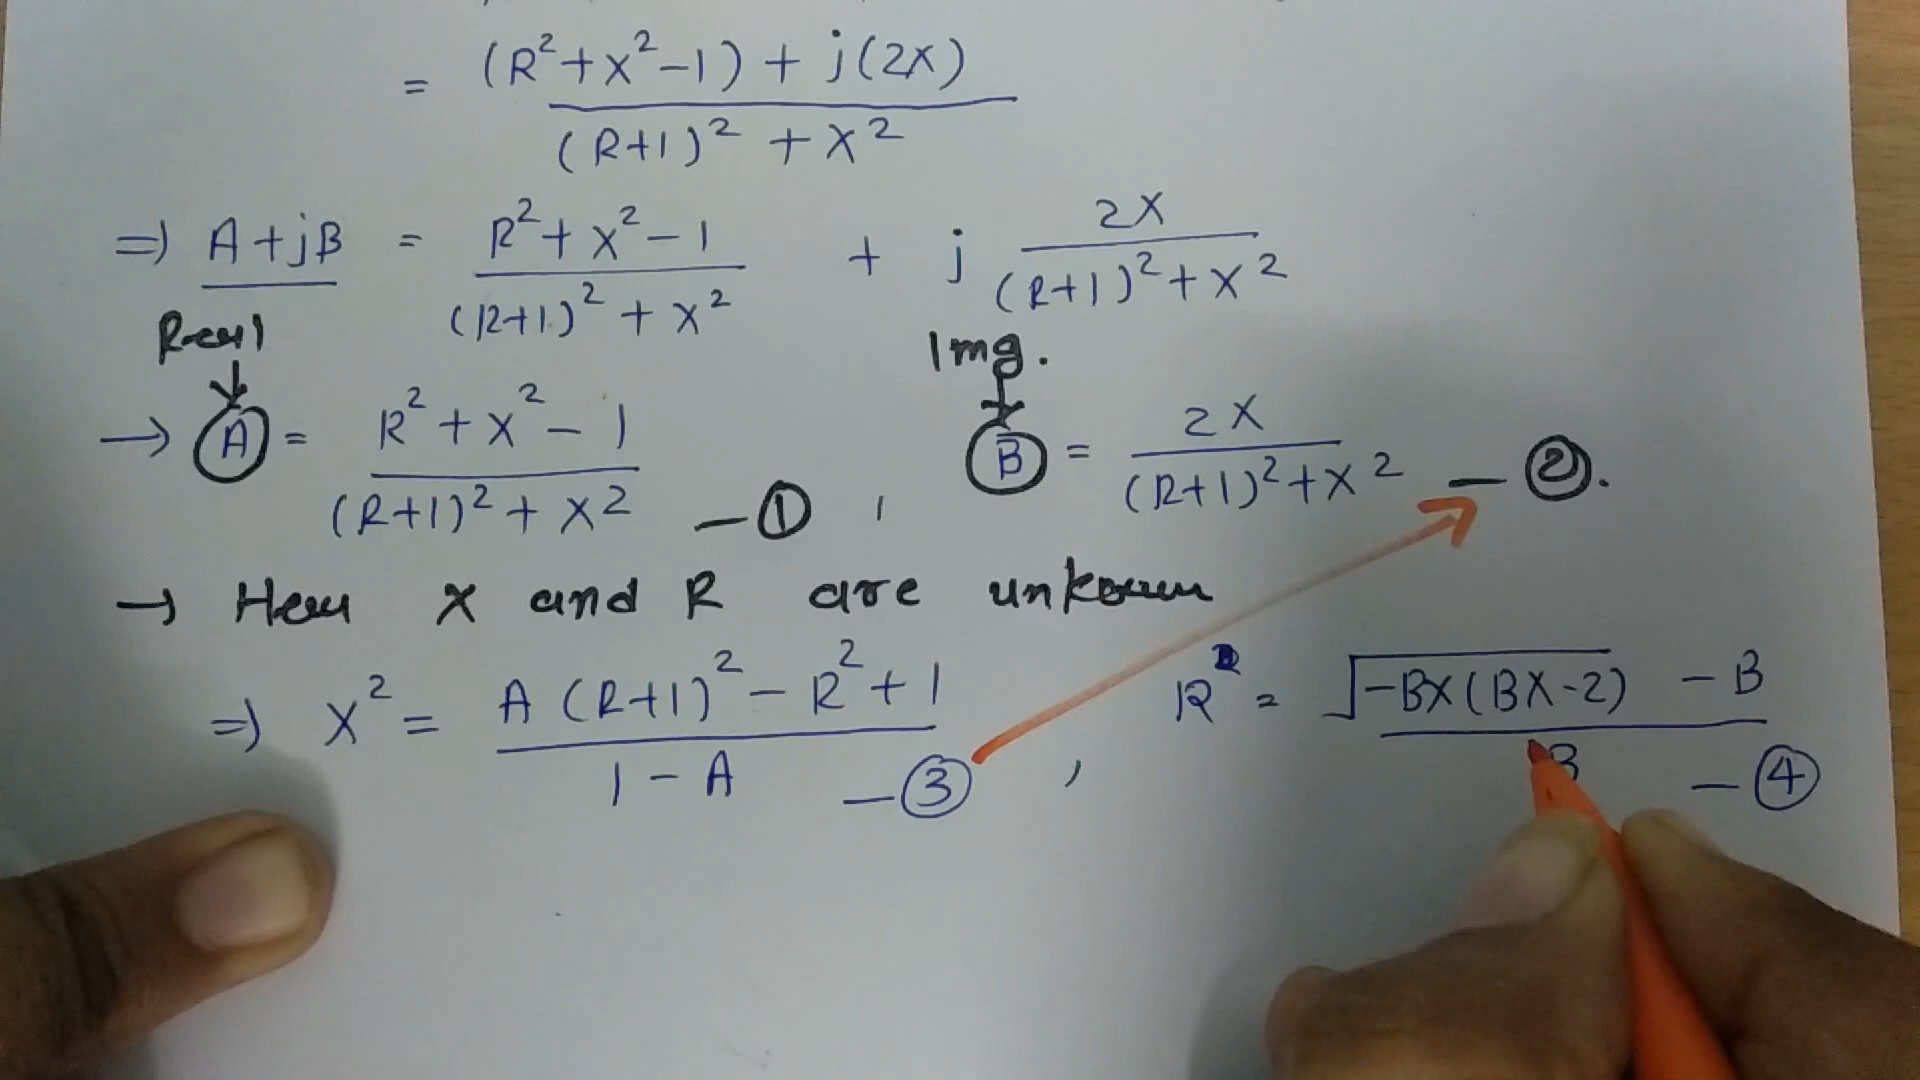 = (R²+X²-1) + j(2X) / (R+1)² + X²
=> A+jB = R²+X²-1 / (R+1)² + X² + j 2X / (R+1)²+X²
Real
Img.
→ A = R²+X²-1 / (R+1)² + X² — 1 , B = 2X / (R+1)²+X² — 2.
→ X and R are
=> X² = A (R+1)² - R² + 1 / 1 - A — 3 , R = √-BX(BX-2) - B / B — 4